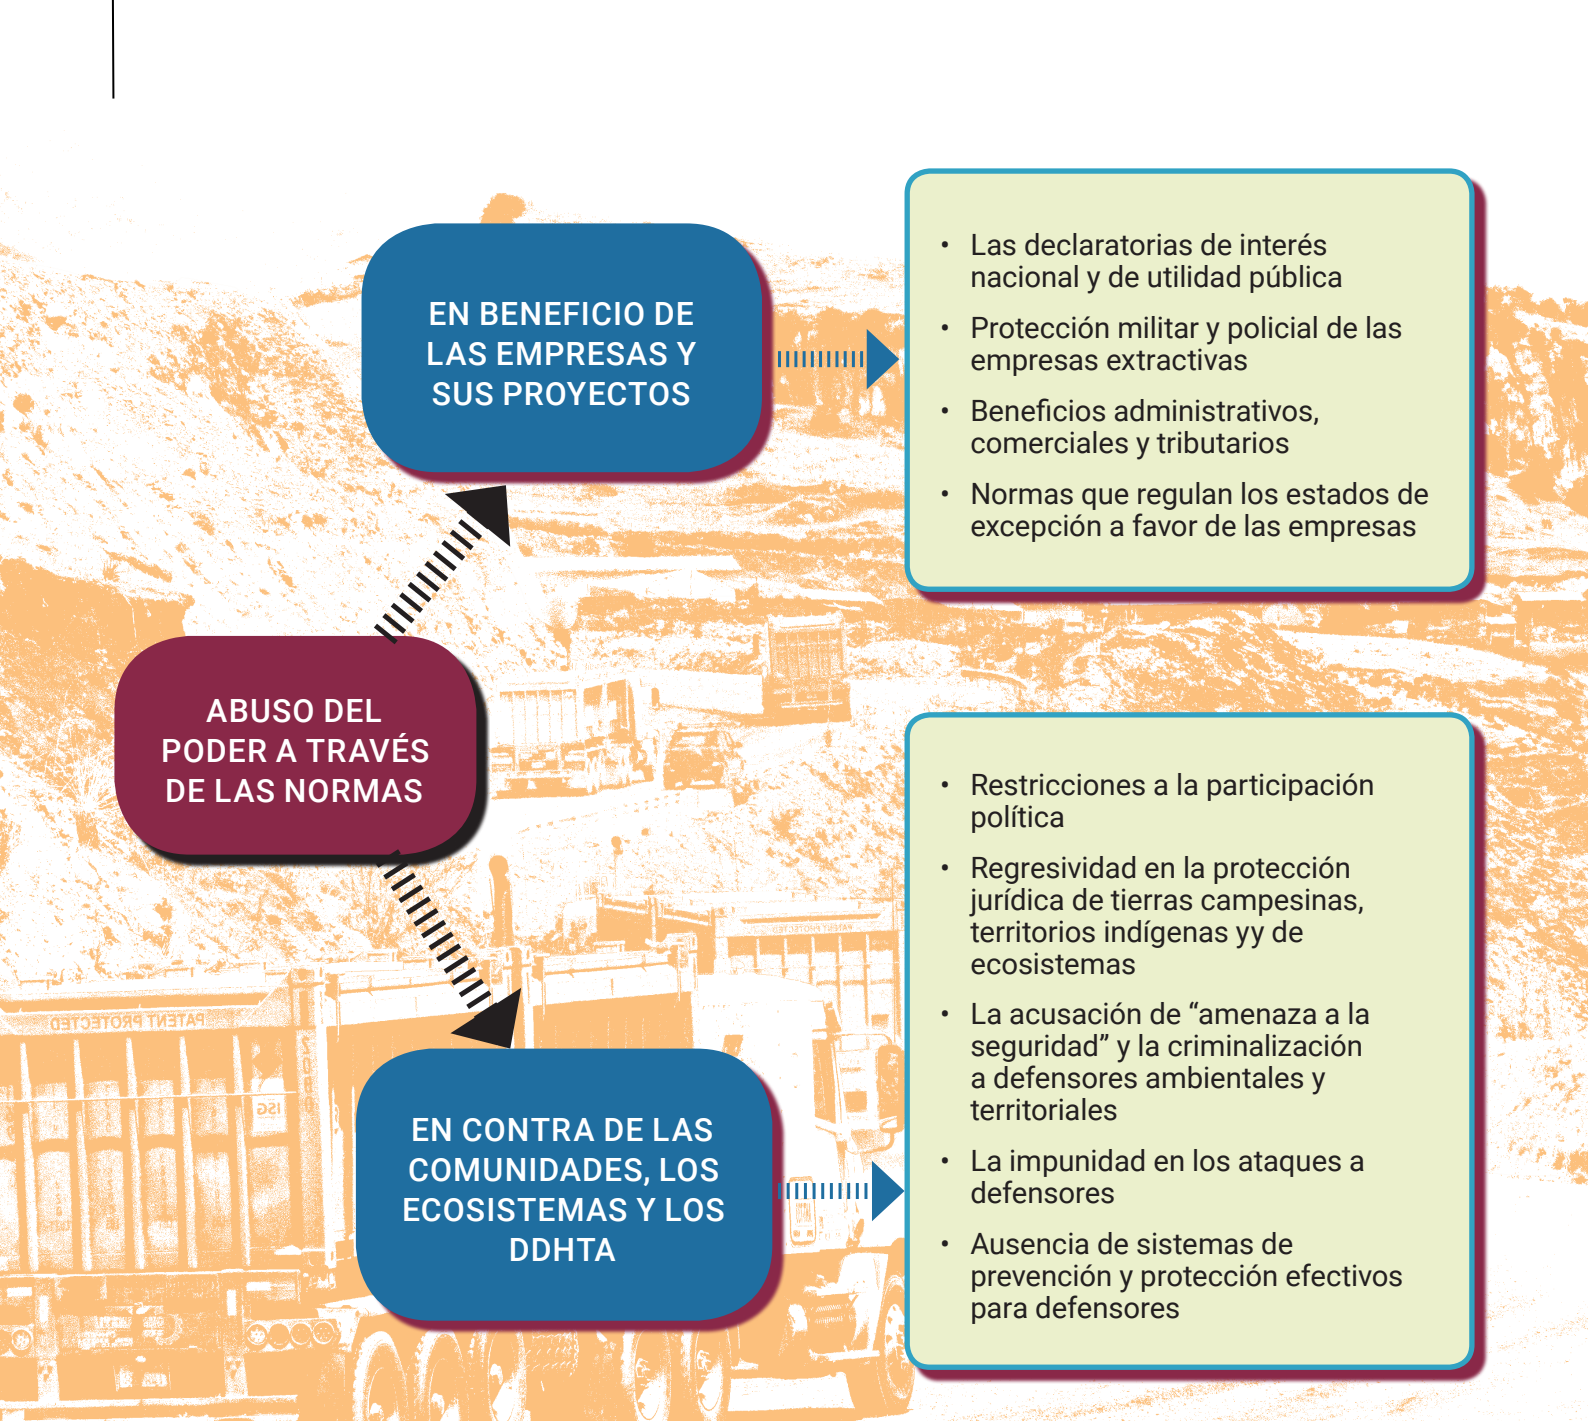 EN BENEFICIO DE
LAS EMPRESAS Y
SUS PROYECTOS
• Las declaratorias de interés
nacional y de utilidad pública
• Protección militar y policial de las
empresas extractivas
• Beneficios administrativos,
comerciales y tributarios
• Normas que regulan los estados de
excepción a favor de las empresas
ABUSO DEL
PODER A TRAVÉS
DE LAS NORMAS
EN CONTRA DE LAS
COMUNIDADES, LOS
ECOSISTEMAS Y LOS
DDHTA
• Restricciones a la participación
política
• Regresividad en la protección
jurídica de tierras campesinas,
territorios indígenas yy de
ecosistemas
• La acusación de “amenaza a la
seguridad” y la criminalización
a defensores ambientales y
territoriales
• La impunidad en los ataques a
defensores
• Ausencia de sistemas de
prevención y protección efectivos
para defensores
PATENT PROTECTED
PATENT PROTECTED
ISG